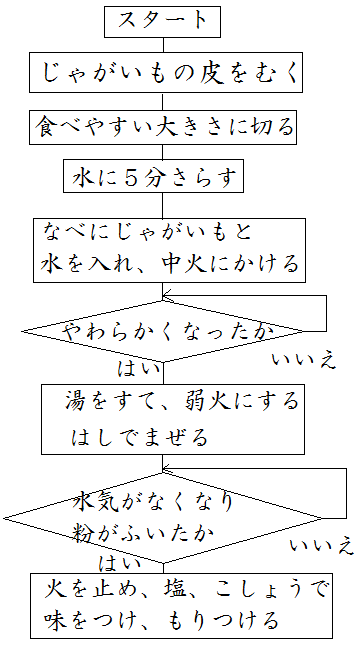 スタート
じゃがいもの皮をむく
食べやすい大きさに切る
水に５分さらす
なべにじゃがいもと
水を入れ、中火にかける
やわらかくなったか
はい
いいえ
湯をすて、弱火にする
はしでまぜる
水気がなくなり
粉がふいたか
はい
いいえ
火を止め、塩、こしょうで
味をつけ、もりつける